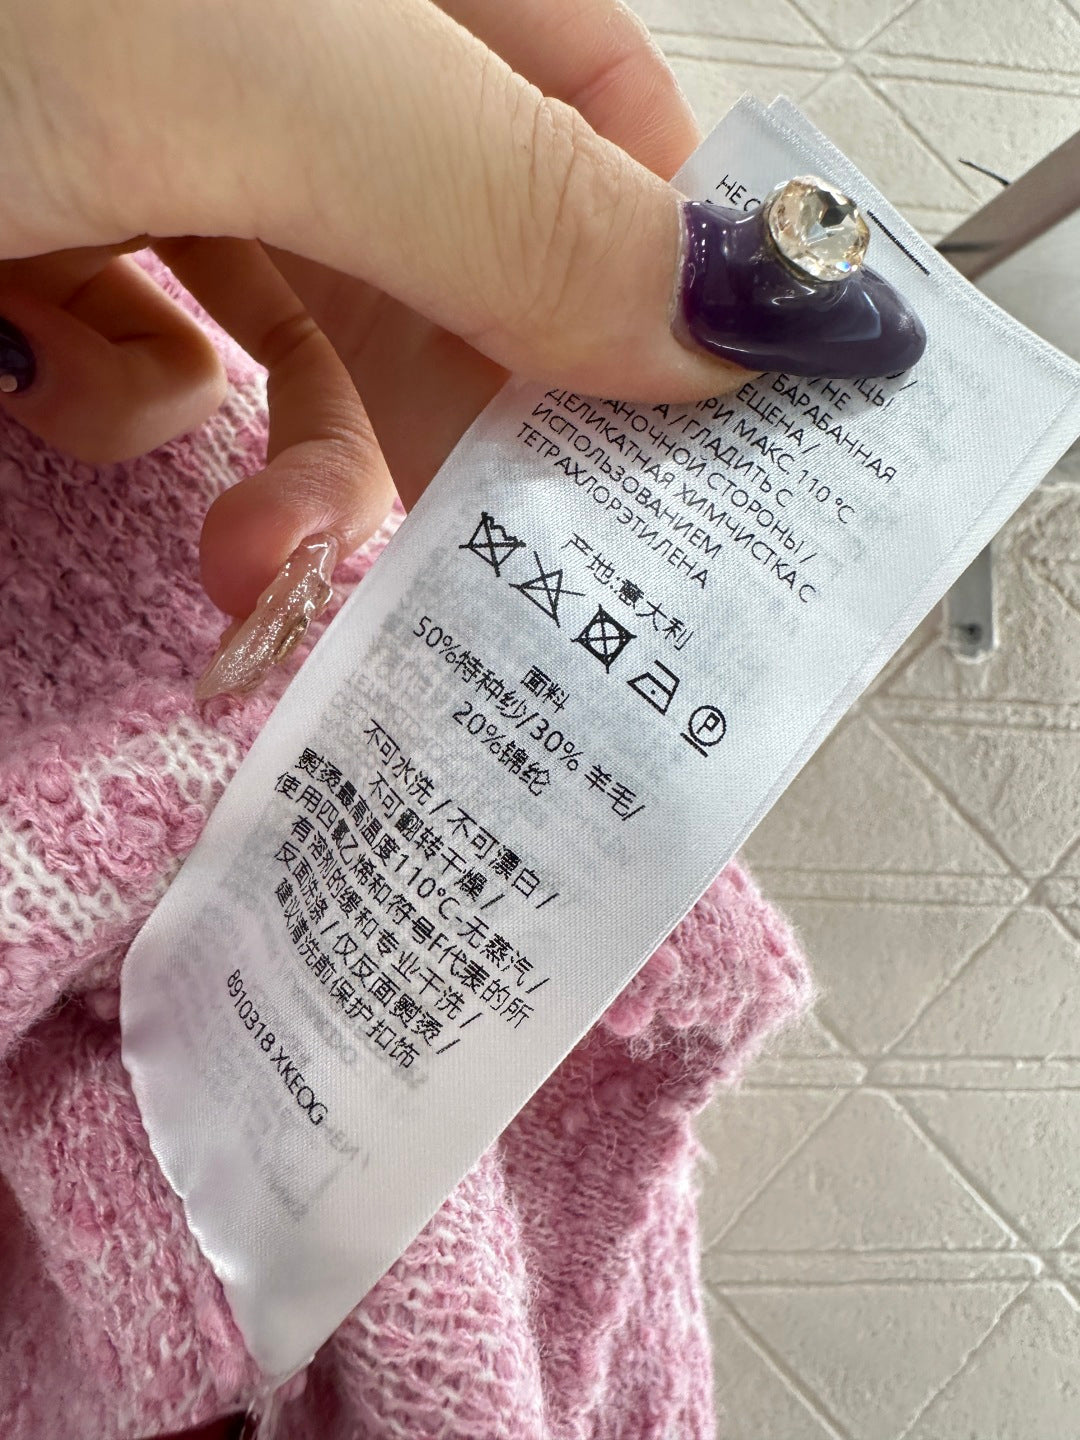 НЕ
НЕ
БАРАБАННАЯ
ПРИ МАКС 110 °C
ГЛАДИТЬ С
СТОРОНЫ /
ДЕЛИКАТНАЯ ХИМЧИСТКА С
ИСПОЛЬЗОВАНИЕМ
ТЕТРАХЛОРЭТИЛЕНА
产地:意大利
P
面料
50%特种纱/30% 羊毛/
20%锦纶
不可水洗 / 不可漂白 /
不可翻转干燥 /
熨烫最高温度110°C-无蒸汽 /
使用四氯乙烯和符号F代表的所
有溶剂的缓和专业干洗 /
反面洗涤 / 仅反面熨烫 /
建议清洗前保护扣饰
8910318 XKEOG